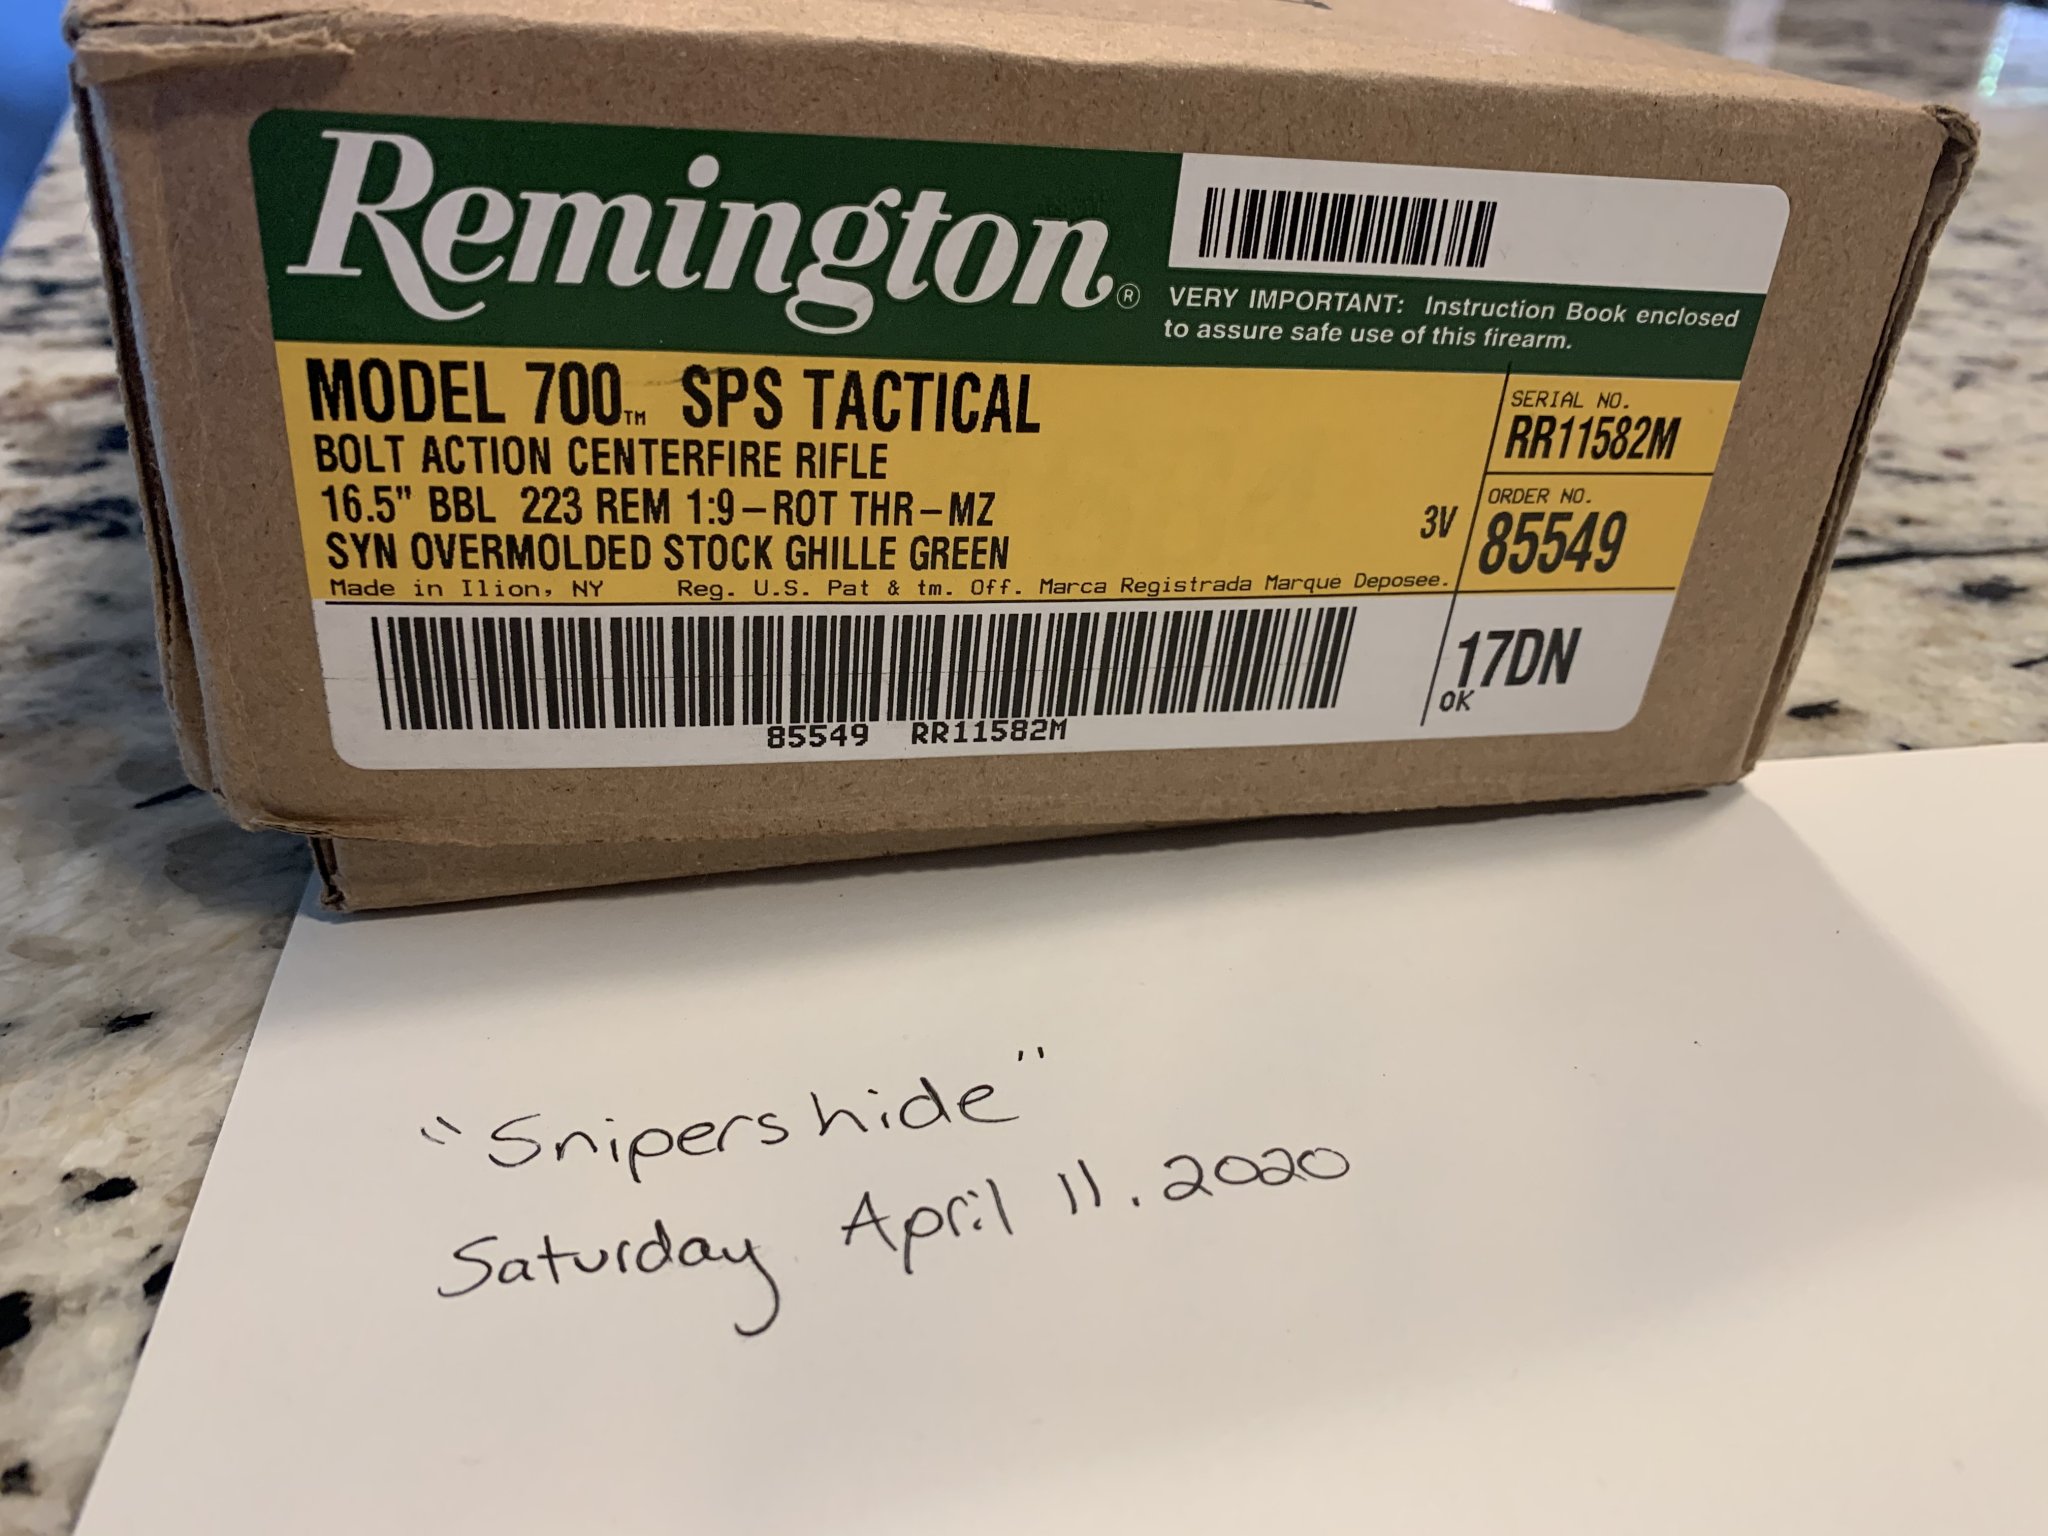 Remington®
VERY IMPORTANT: Instruction Book enclosed
to assure safe use of this firearm.
MODEL 700™ SPS TACTICAL
BOLT ACTION CENTERFIRE RIFLE
16.5" BBL 223 REM 1:9-ROT THR-MZ
SYN OVERMOLDED STOCK GHILLE GREEN
3V
SERIAL NO.
RR11582M
ORDER NO.
85549
Made in Ilion, NY Reg. U.S. Pat & tm. Off. Marca Registrada Marque Deposee.
85549 RR11582M
17DN
OK
"Snipershide"
Saturday April 11. 2020